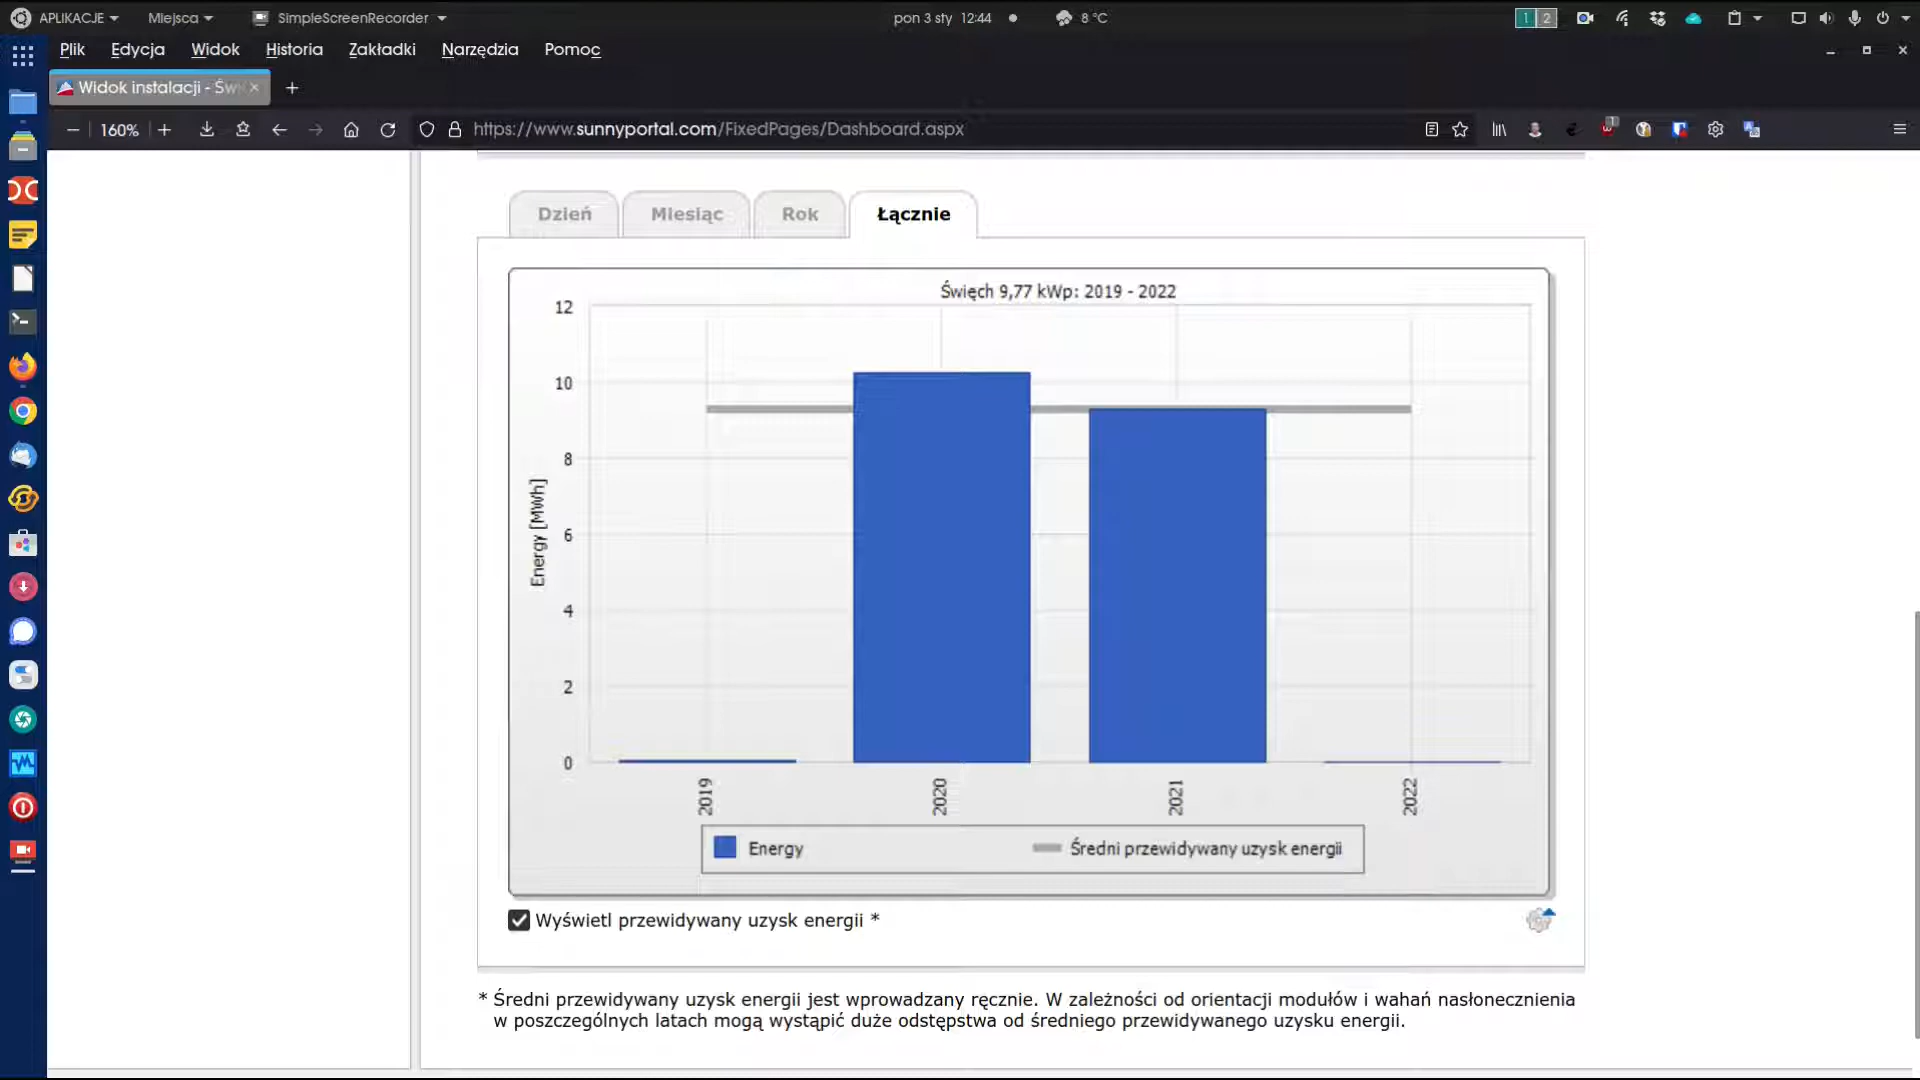 APLIKACJE Miejsca SimpleScreenRecorder pon 3 sty 12:44 8 °C 1 2
Plik Edycja Widok Historia Zakładki Narzędzia Pomoc
Widok instalacji - Św
160% https://www.sunnyportal.com/FixedPages/Dashboard.aspx 1
Dzień Miesiąc Rok Łącznie
Święch 9,77 kWp: 2019 - 2022
12
10
8
6
4
2
0
Energy [MWh]
2019 2020 2021 2022
Energy Średni przewidywany uzysk energii
Wyświetl przewidywany uzysk energii *
* Średni przewidywany uzysk energii jest wprowadzany ręcznie. W zależności od orientacji modułów i wahań nasłonecznienia
w poszczególnych latach mogą wystąpić duże odstępstwa od średniego przewidywanego uzysku energii.